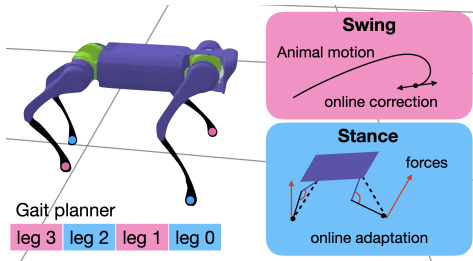 Swing
Animal motion
online correction
Stance
forces
online adaptation
Gait planner
leg 3 leg 2 leg 1 leg 0